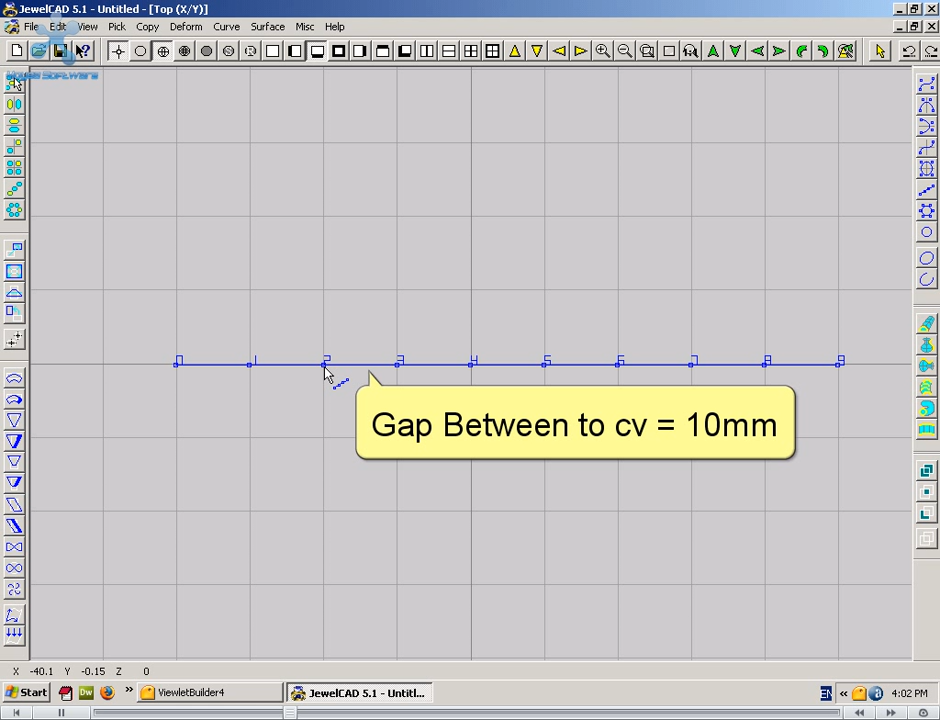 JewelCAD 5.1 - Untitled - [Top (X/Y)]
File Edit View Pick Copy Deform Curve Surface Misc Help
0 1 2 3 4 5 6 7 8 9
Gap Between to cv = 10mm
X -40.1 Y -0.15 Z 0
Start Dw » ViewletBuilder4 JewelCAD 5.1 - Untitl... EN « 4:02 PM